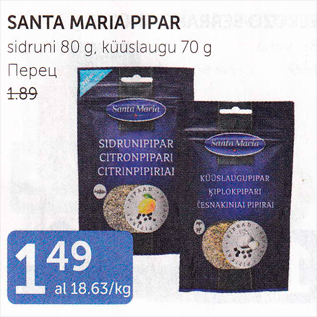 SANTA MARIA PIPAR
sidruni 80 g, küüslaugu 70 g
Перец
1.89
Santa Maria
SIDRUNIPIPAR
CITRONPIPARI
CITRINPIPIRIAI
Santa Maria
KÜÜSLAUGUPIPAR
ĶIPLOKPIPARI
ČESNAKINIAI PIPIRAI
1 49
al 18.63/kg